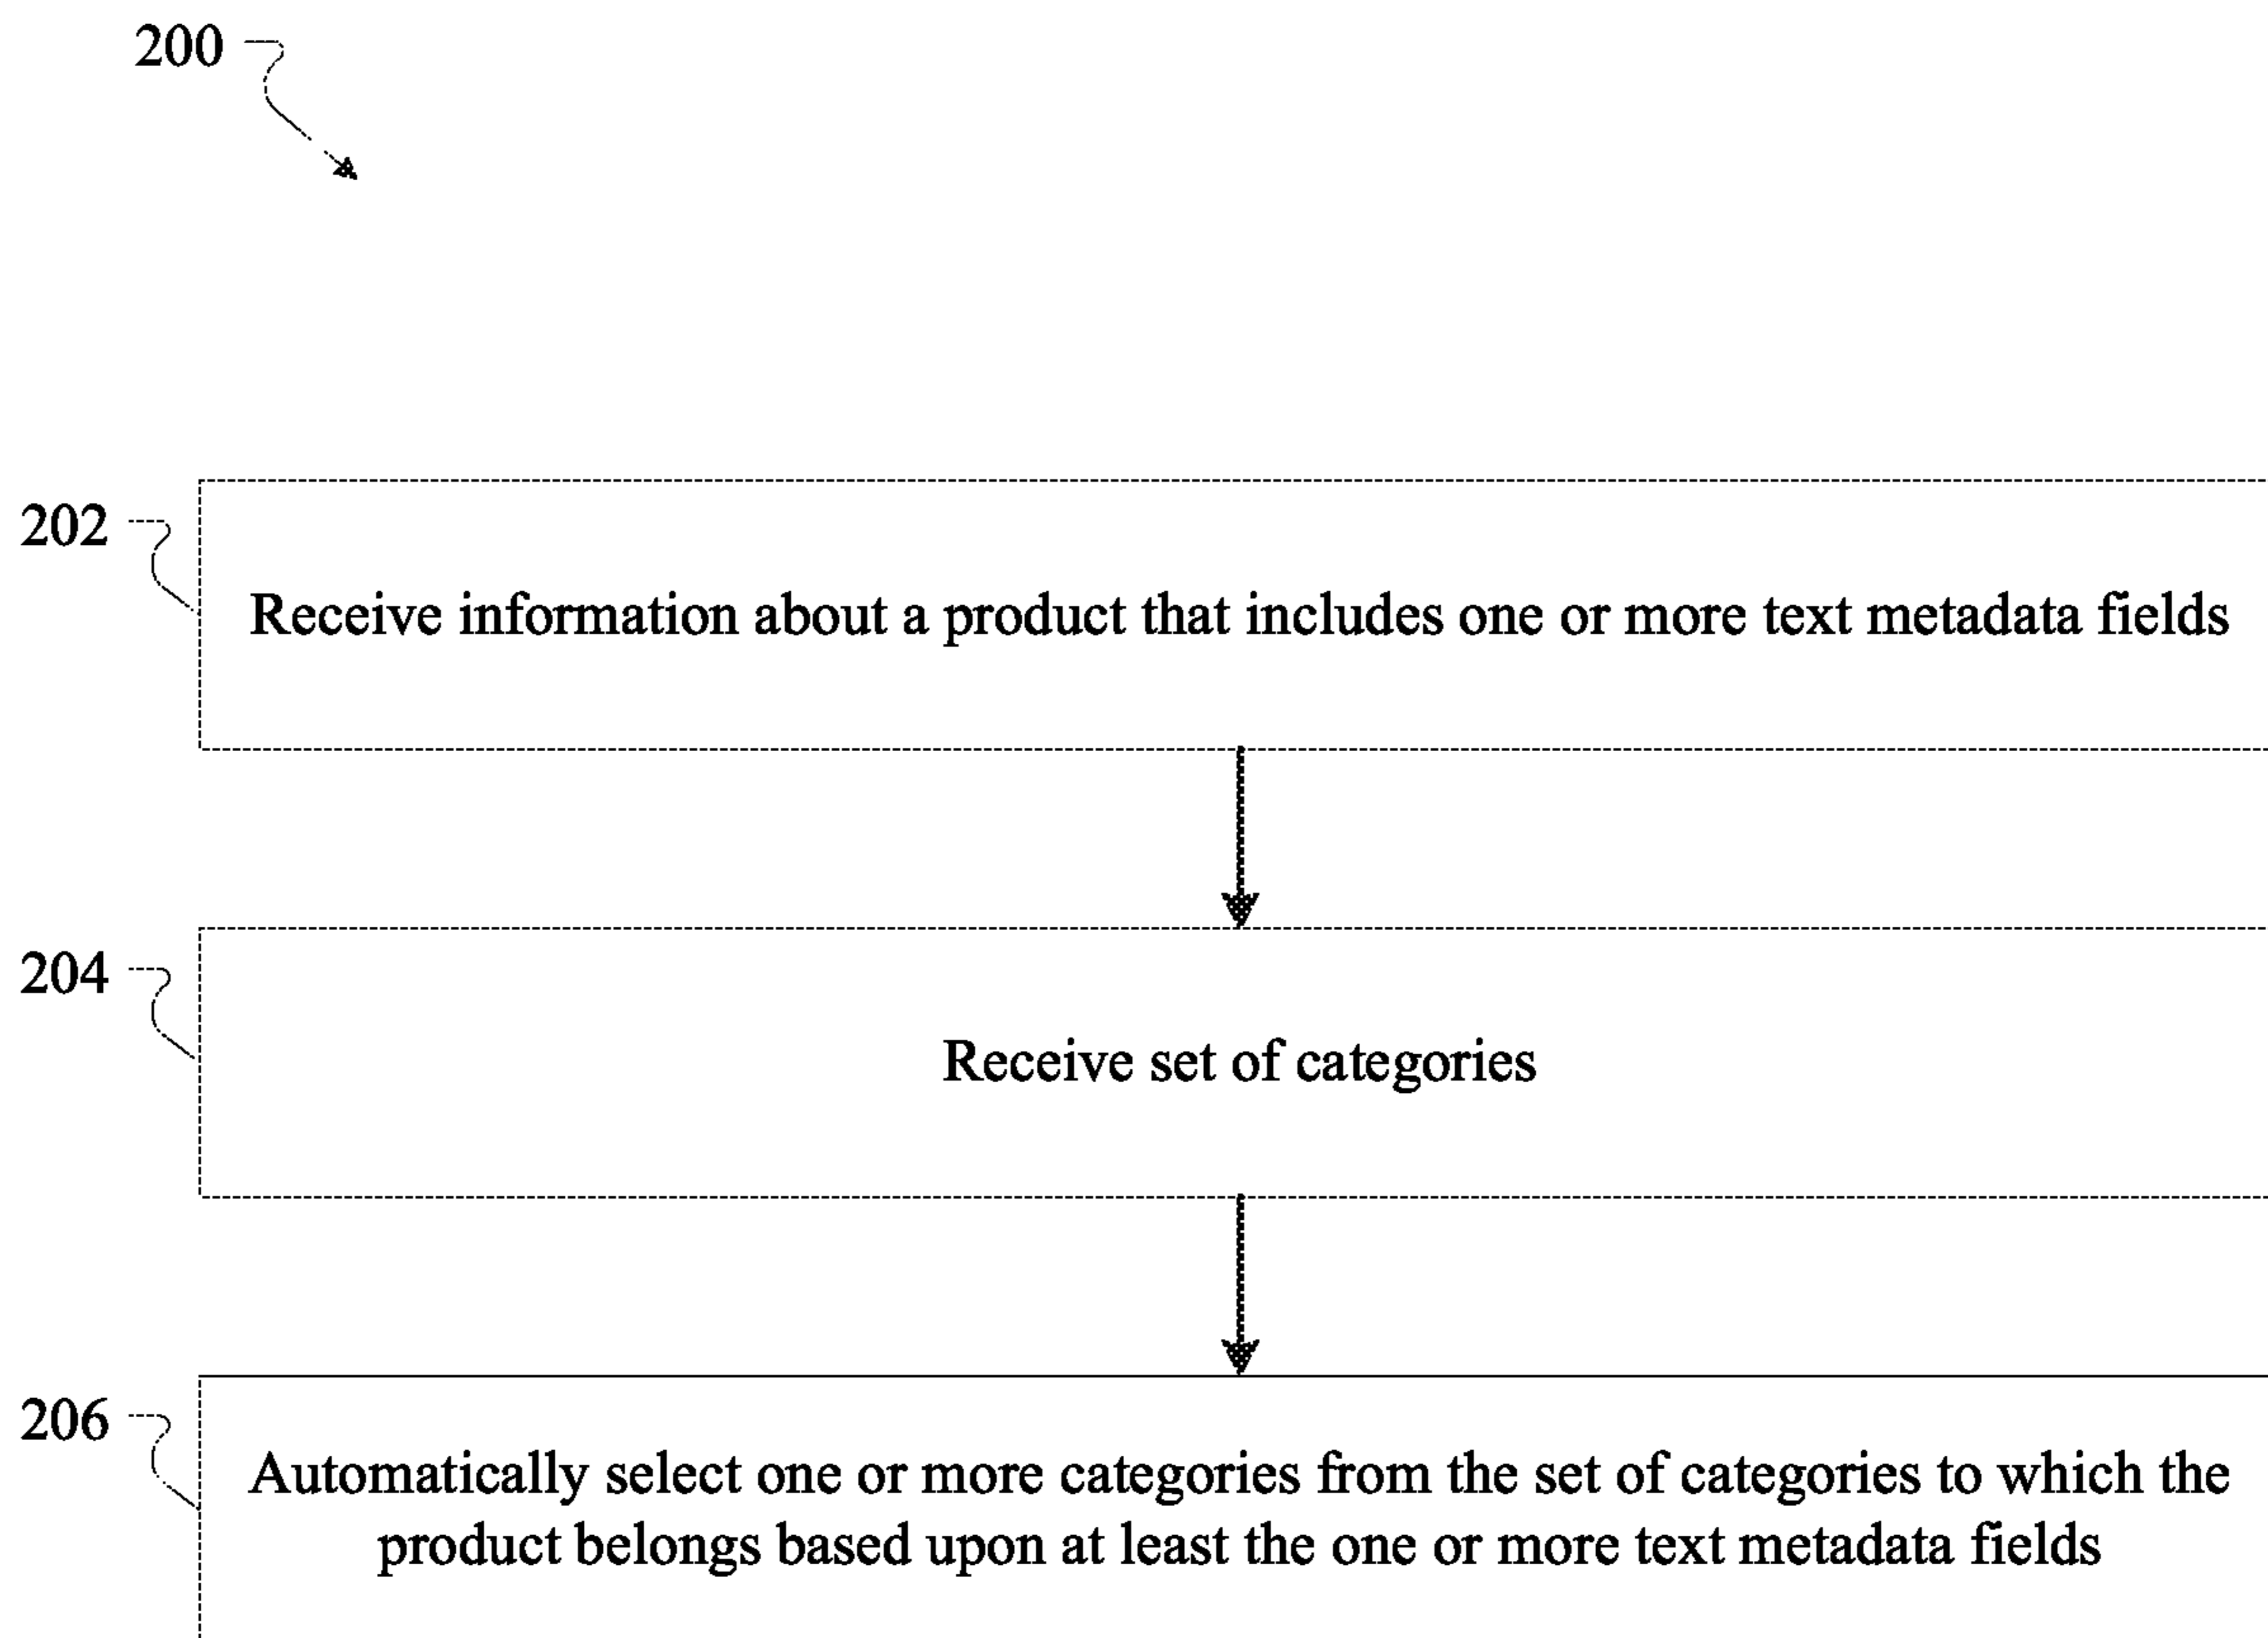 200
202
Receive information about a product that includes one or more text metadata fields
204
Receive set of categories
206
Automatically select one or more categories from the set of categories to which the
product belongs based upon at least the one or more text metadata fields